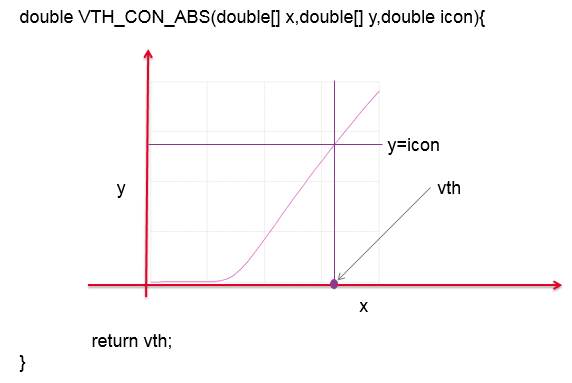 double VTH_CON_ABS(double[] x,double[] y,double icon){
y=icon
y
vth
x
return vth;
}